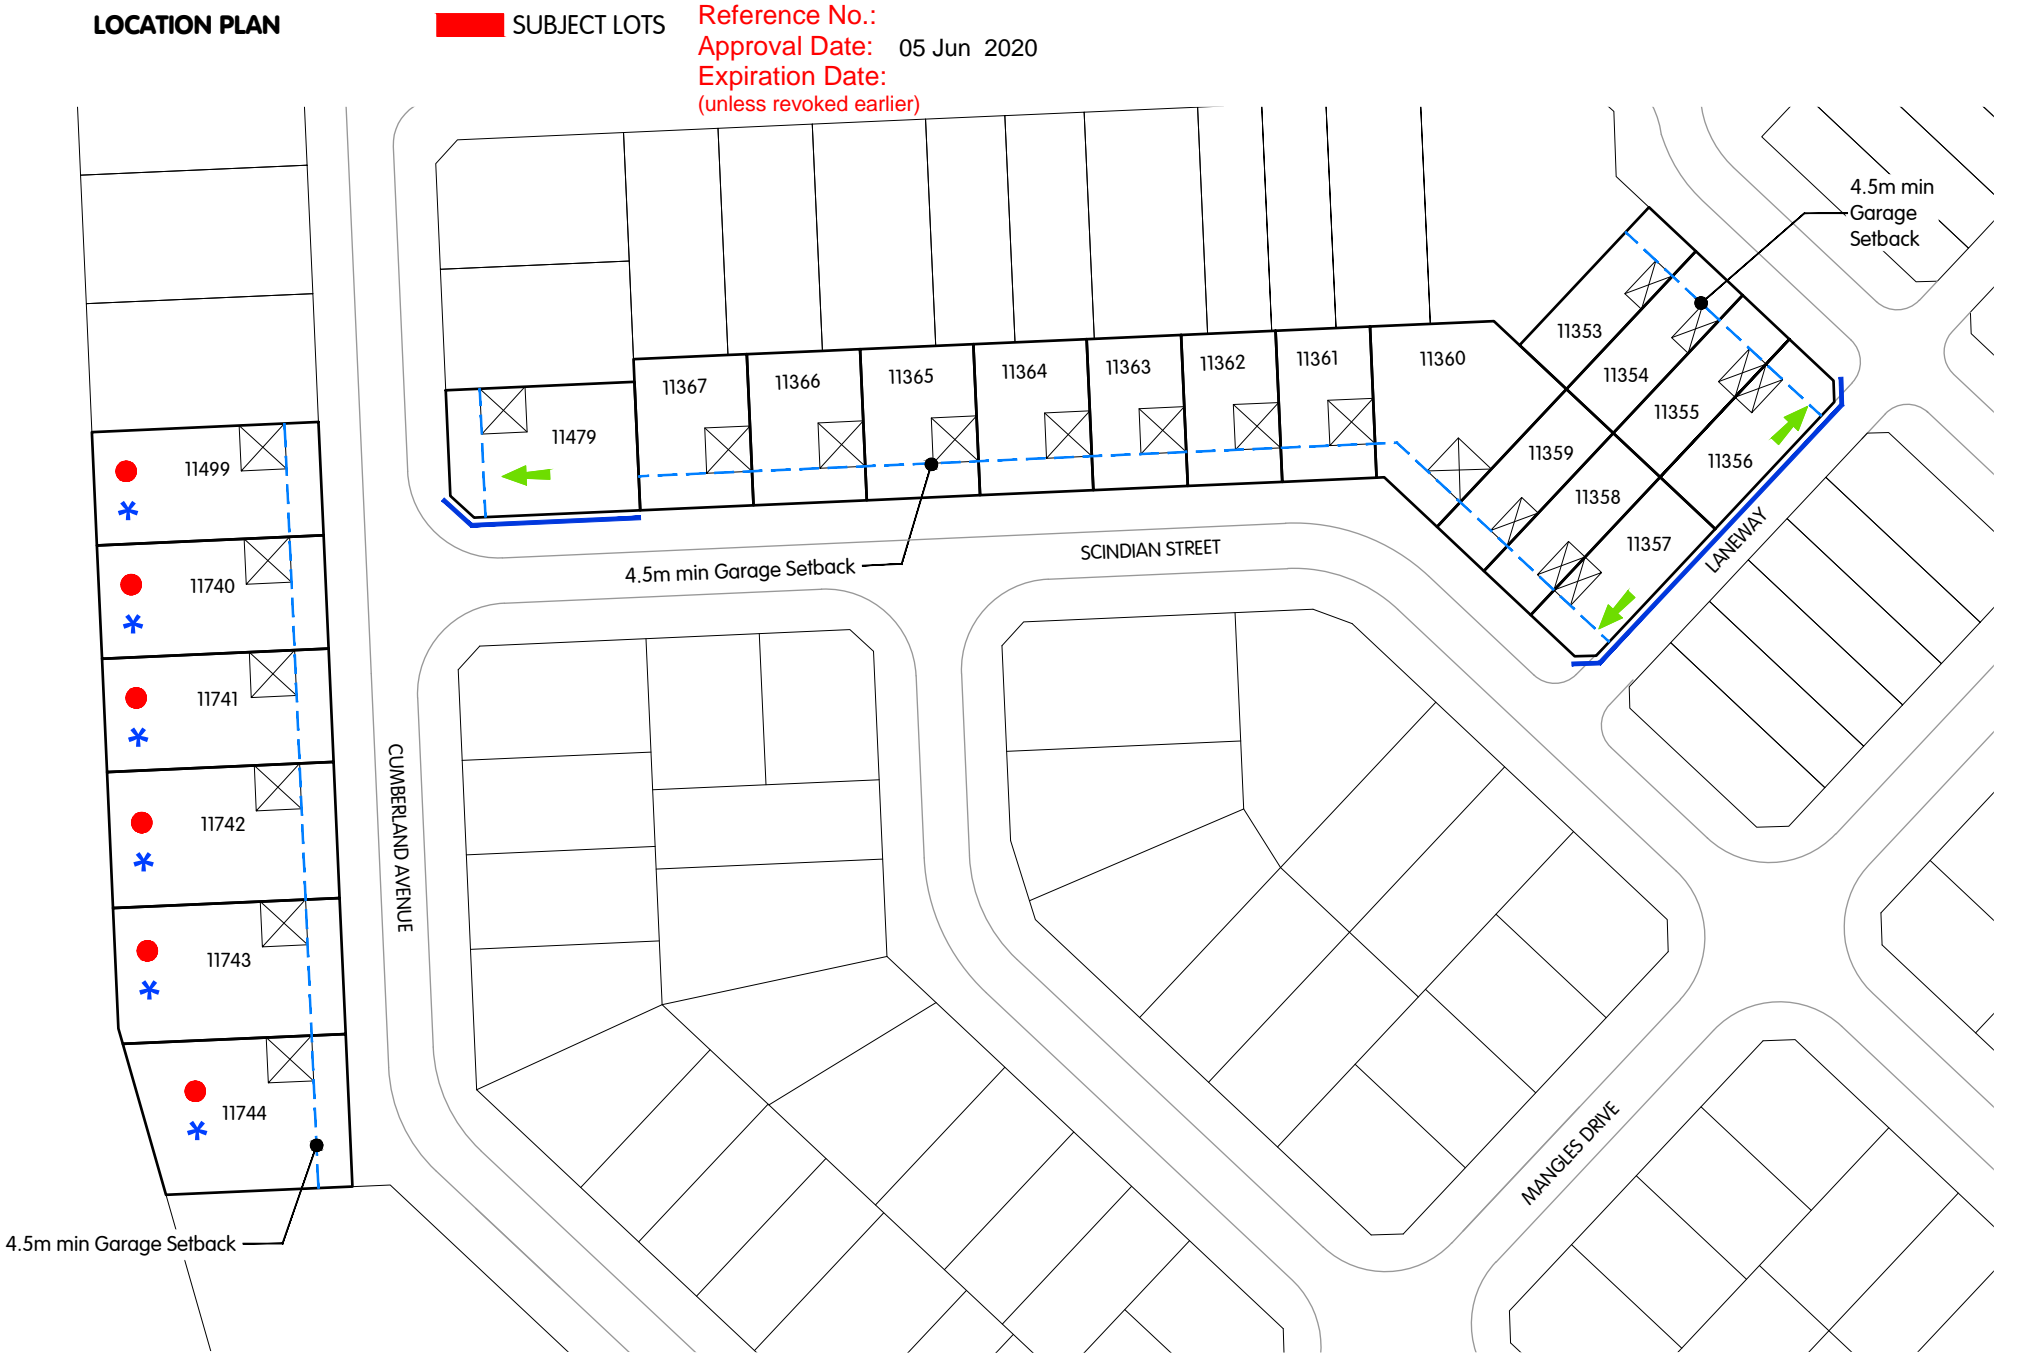 LOCATION PLAN
SUBJECT LOTS
Reference No.:
Approval Date: 05 Jun 2020
Expiration Date:
(unless revoked earlier)
4.5m min
Garage
Setback
11353
11354
11355
11356
11357
11358
11359
11360
11361
11362
11363
11364
11365
11366
11367
11479
11499
11740
11741
11742
11743
11744
4.5m min Garage Setback
SCINDIAN STREET
LANEWAY
CUMBERLAND AVENUE
MANGLES DRIVE
4.5m min Garage Setback